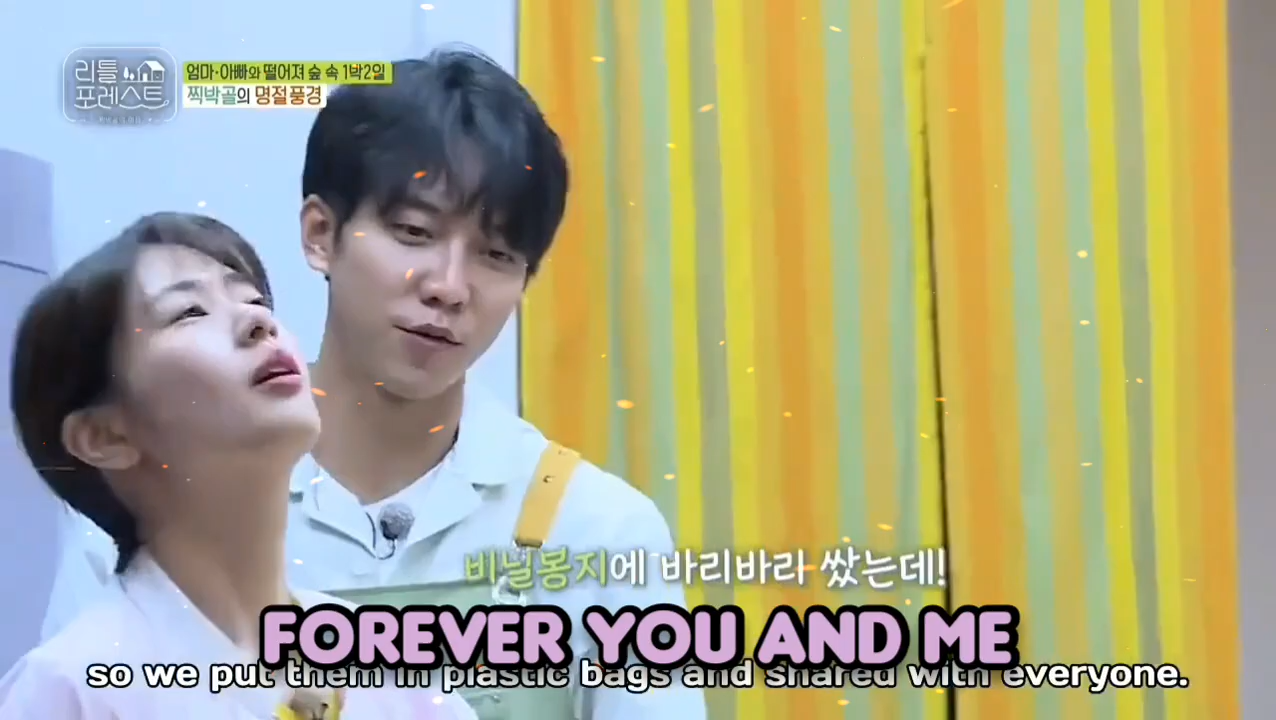 리틀
포레스트
엄마·아빠와 떨어져 숲 속 1박2일
찍박골의 명절풍경
비닐봉지에 바리바리 쌌는데!
FOREVER YOU AND ME
so we put them in plastic bags and shared with everyone.